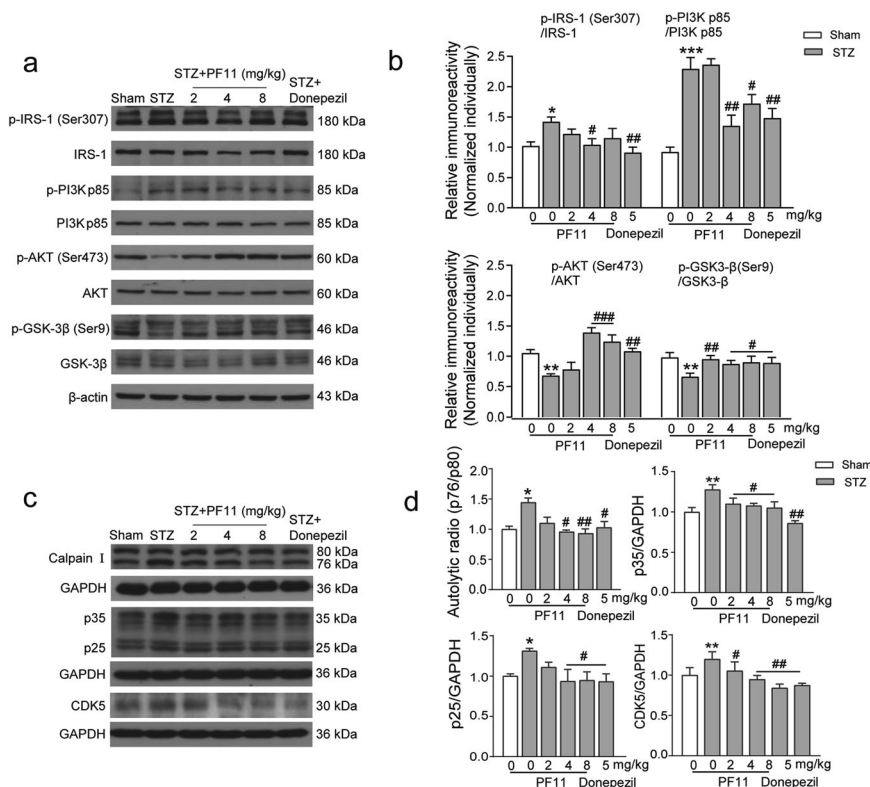 a
STZ+PF11 (mg/kg)
STZ+
Sham STZ 2 4 8 Donepezil
p-IRS-1 (Ser307) 180 kDa
IRS-1 180 kDa
p-PI3Kp85 85 kDa
PI3Kp85 85 kDa
p-AKT (Ser473) 60 kDa
AKT 60 kDa
p-GSK-3β (Ser9) 46 kDa
GSK-3β 46 kDa
β-actin 43 kDa
b
p-IRS-1 (Ser307)
/IRS-1
p-PI3K p85
/PI3K p85
Sham
STZ
Relative immunoreactivity
(Normalized individually)
2.5
2.0
1.5
1.0
0.5
0.0
* # ##
*** ## # ##
0 0 2 4 8 5 0 0 2 4 8 5 mg/kg
PF11 Donepezil PF11 Donepezil
p-AKT (Ser473)
/AKT
p-GSK3-β(Ser9)
/GSK3-β
Relative immunoreactivity
(Normalized individually)
2.5
2.0
1.5
1.0
0.5
0.0
** ### ##
** ## #
0 0 2 4 8 5 0 0 2 4 8 5 mg/kg
PF11 Donepezil PF11 Donepezil
c
STZ+PF11 (mg/kg)
STZ+
Sham STZ 2 4 8 Donepezil
Calpain I 80 kDa
76 kDa
GAPDH 36 kDa
p35 35 kDa
p25 25 kDa
GAPDH 36 kDa
CDK5 30 kDa
GAPDH 36 kDa
d
Autolytic radio (p76/p80)
2.0
1.5
1.0
0.5
0.0
* # ## #
0 0 2 4 8 5 mg/kg
PF11 Donepezil
p35/GAPDH
1.5
1.0
0.5
0.0
** # ##
0 0 2 4 8 5 mg/kg
PF11 Donepezil
Sham
STZ
p25/GAPDH
1.5
1.0
0.5
0.0
* #
0 0 2 4 8 5 mg/kg
PF11 Donepezil
CDK5/GAPDH
1.5
1.0
0.5
0.0
** # ##
0 0 2 4 8 5 mg/kg
PF11 Donepezil